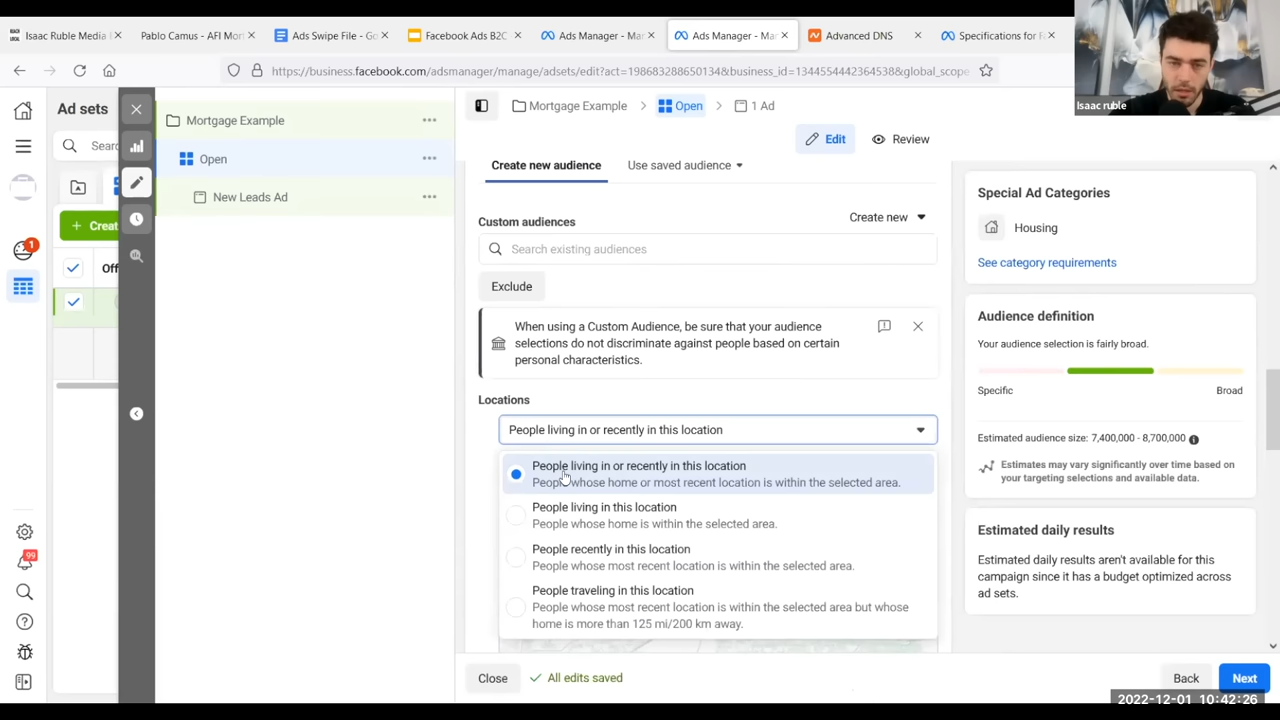 Isaac Ruble Media E
Pablo Camus - AFI Mort
Ads Swipe File - Go
Facebook Ads B2C
Ads Manager - Mar
Ads Manager - Mar
Advanced DNS
Specifications for F
https://business.facebook.com/adsmanager/manage/adsets/edit?act=198683288650134&business_id=1344554442364538&global_scope
Isaac ruble
Ad sets
Mortgage Example
Mortgage Example
Open
1 Ad
Edit
Review
Searc
Open
New Leads Ad
+ Creat
Off
1
99
Create new audience
Use saved audience
Custom audiences
Create new
Search existing audiences
Exclude
When using a Custom Audience, be sure that your audience
selections do not discriminate against people based on certain
personal characteristics.
Locations
People living in or recently in this location
People living in or recently in this location
People whose home or most recent location is within the selected area.
People living in this location
People whose home is within the selected area.
People recently in this location
People whose most recent location is within the selected area.
People traveling in this location
People whose most recent location is within the selected area but whose
home is more than 125 mi/200 km away.
Special Ad Categories
Housing
See category requirements
Audience definition
Your audience selection is fairly broad.
Specific
Broad
Estimated audience size: 7,400,000 - 8,700,000
Estimates may vary significantly over time based on
your targeting selections and available data.
Estimated daily results
Estimated daily results aren't available for this
campaign since it has a budget optimized across
ad sets.
Close
All edits saved
Back
Next
2022-12-01 10:42:26